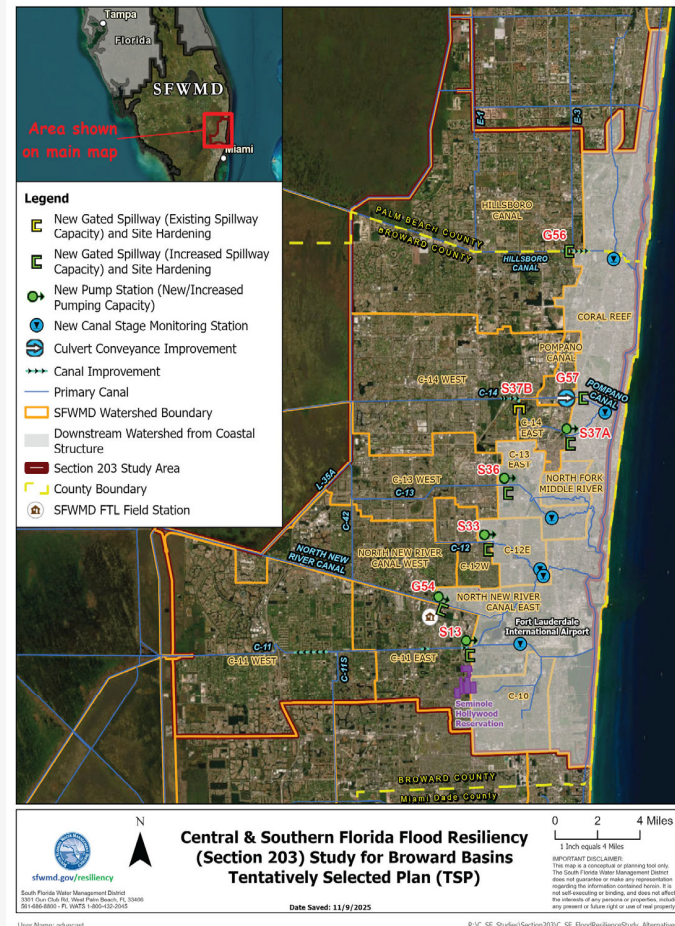 Tampa
Florida
SFWMD
Area shown
on main map
Miami
Legend
New Gated Spillway (Existing Spillway
Capacity) and Site Hardening
New Gated Spillway (Increased Spillway
Capacity) and Site Hardening
New Pump Station (New/Increased
Pumping Capacity)
New Canal Stage Monitoring Station
Culvert Conveyance Improvement
Canal Improvement
Primary Canal
SFWMD Watershed Boundary
Downstream Watershed from Coastal
Structure
Section 203 Study Area
County Boundary
SFWMD FTL Field Station
E-1
E-3
HILLSBORO
CANAL
PALM BEACH COUNTY
BROWARD COUNTY
G56
HILLSBORO
CANAL
CORAL REEF
POMPANO
CANAL
C-14 WEST
C-14
S37B
G57
POMPANO
CANAL
C-14
EAST
S37A
C-13
EAST
S36
L-35A
C-13 WEST
C-13
NORTH FORK
MIDDLE RIVER
C-42
S33
NORTH NEW
RIVER CANAL
NORTH NEW RIVER
CANAL WEST
C-12
C-12E
C-12W
G54
NORTH NEW RIVER
CANAL EAST
Fort Lauderdale
International Airport
S13
C-11
C-11 WEST
C-11S
C-11 EAST
C-10
Seminole
Hollywood
Reservation
BROWARD COUNTY
Miami Dade County
sfwmd.gov/resiliency
South Florida Water Management District
3301 Gun Club Rd, West Palm Beach, FL 33406
561-686-8800 - FL WATS 1-800-432-2045
N
Central & Southern Florida Flood Resiliency
(Section 203) Study for Broward Basins
Tentatively Selected Plan (TSP)
Date Saved: 11/9/2025
0 2 4 Miles
1 Inch equals 4 Miles
IMPORTANT DISCLAIMER:
This map is a conceptual or planning tool only.
The South Florida Water Management District
does not guarantee or make any representation
regarding the information contained herein. It is
not self-executing or binding, and does not affect
the interests of any persons or properties, includi
any present or future right or use of real property